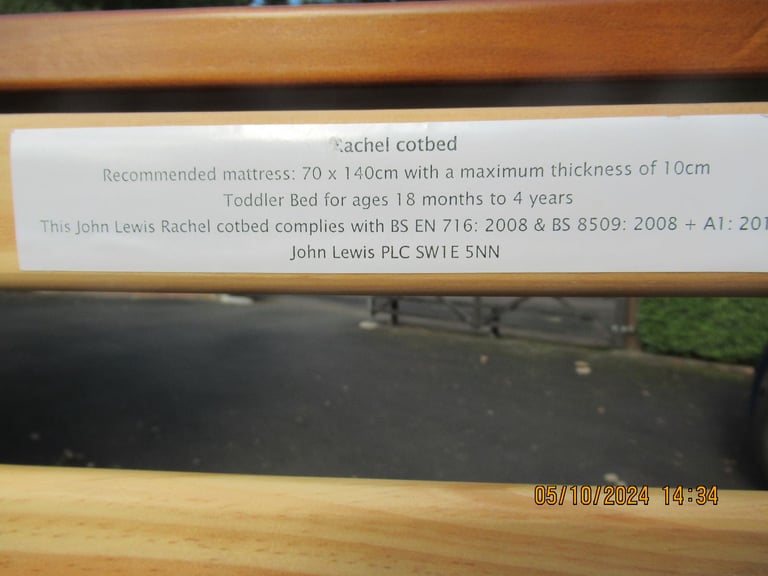 Rachel cotbed
Recommended mattress: 70 x 140cm with a maximum thickness of 10cm
Toddler Bed for ages 18 months to 4 years
This John Lewis Rachel cotbed complies with BS EN 716: 2008 & BS 8509: 2008 + A1: 201
John Lewis PLC SW1E 5NN
05/10/2024 14:34